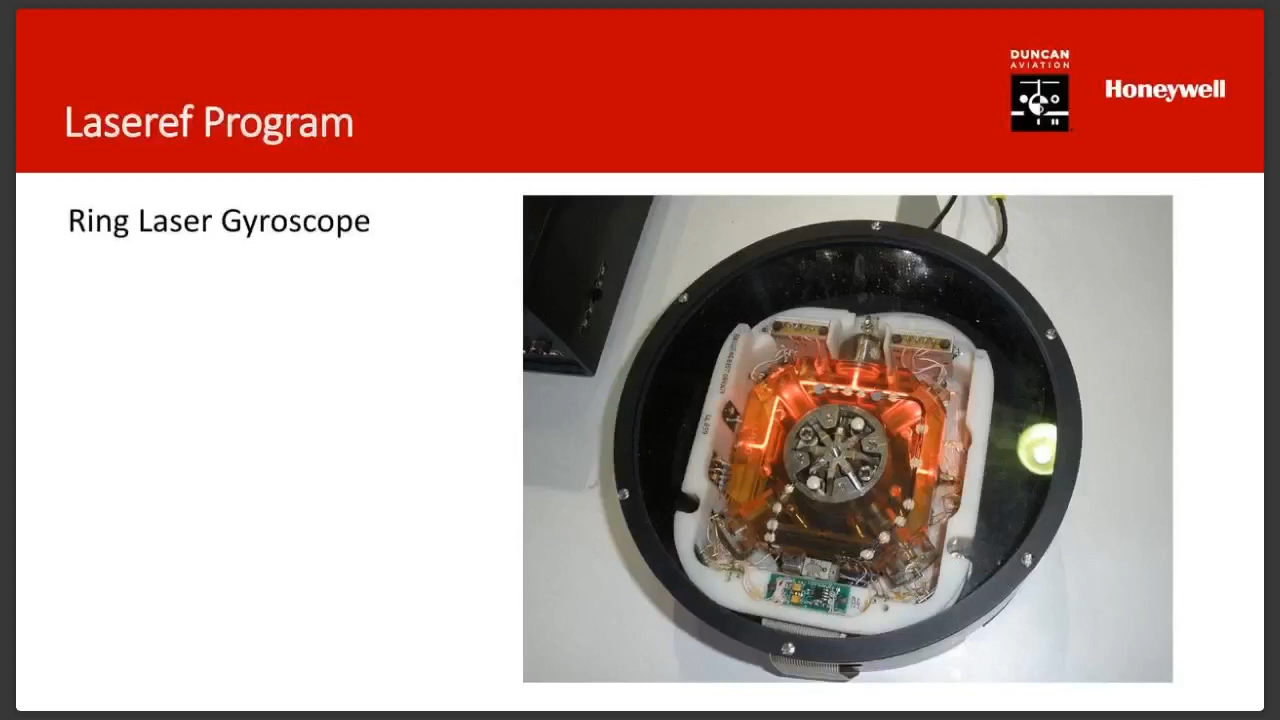 Laseref Program
DUNCAN
AVIATION
Honeywell
Ring Laser Gyroscope